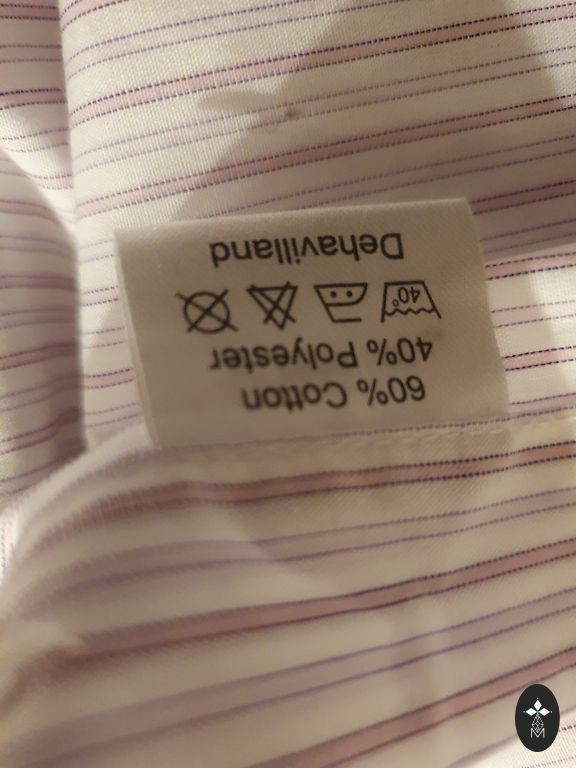 60% Cotton
40% Polyester
40°
Dehavilland
M